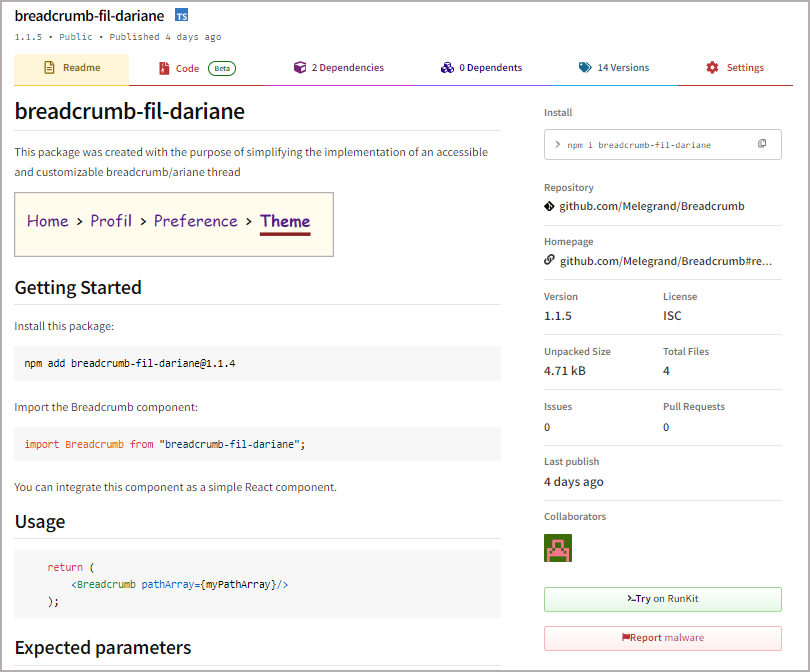 breadcrumb-fil-dariane TS
1.1.5 • Public • Published 4 days ago
Readme
Code Beta
2 Dependencies
0 Dependents
14 Versions
Settings
breadcrumb-fil-dariane
This package was created with the purpose of simplifying the implementation of an accessible
and customizable breadcrumb/ariane thread
Home > Profil > Preference > Theme
Getting Started
Install this package:
npm add breadcrumb-fil-dariane@1.1.4
Import the Breadcrumb component:
import Breadcrumb from "breadcrumb-fil-dariane";
You can integrate this component as a simple React component.
Usage
return (
<Breadcrumb pathArray={myPathArray}/>
);
Expected parameters
Install
> npm i breadcrumb-fil-dariane
Repository
github.com/Melegrand/Breadcrumb
Homepage
github.com/Melegrand/Breadcrumb#re...
Version License
1.1.5 ISC
Unpacked Size Total Files
4.71 kB 4
Issues Pull Requests
0 0
Last publish
4 days ago
Collaborators
>_Try on RunKit
Report malware